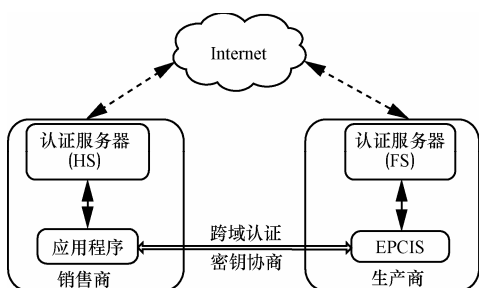 Internet
认证服务器
(HS)
认证服务器
(FS)
应用程序
跨域认证
密钥协商
EPCIS
销售商
生产商